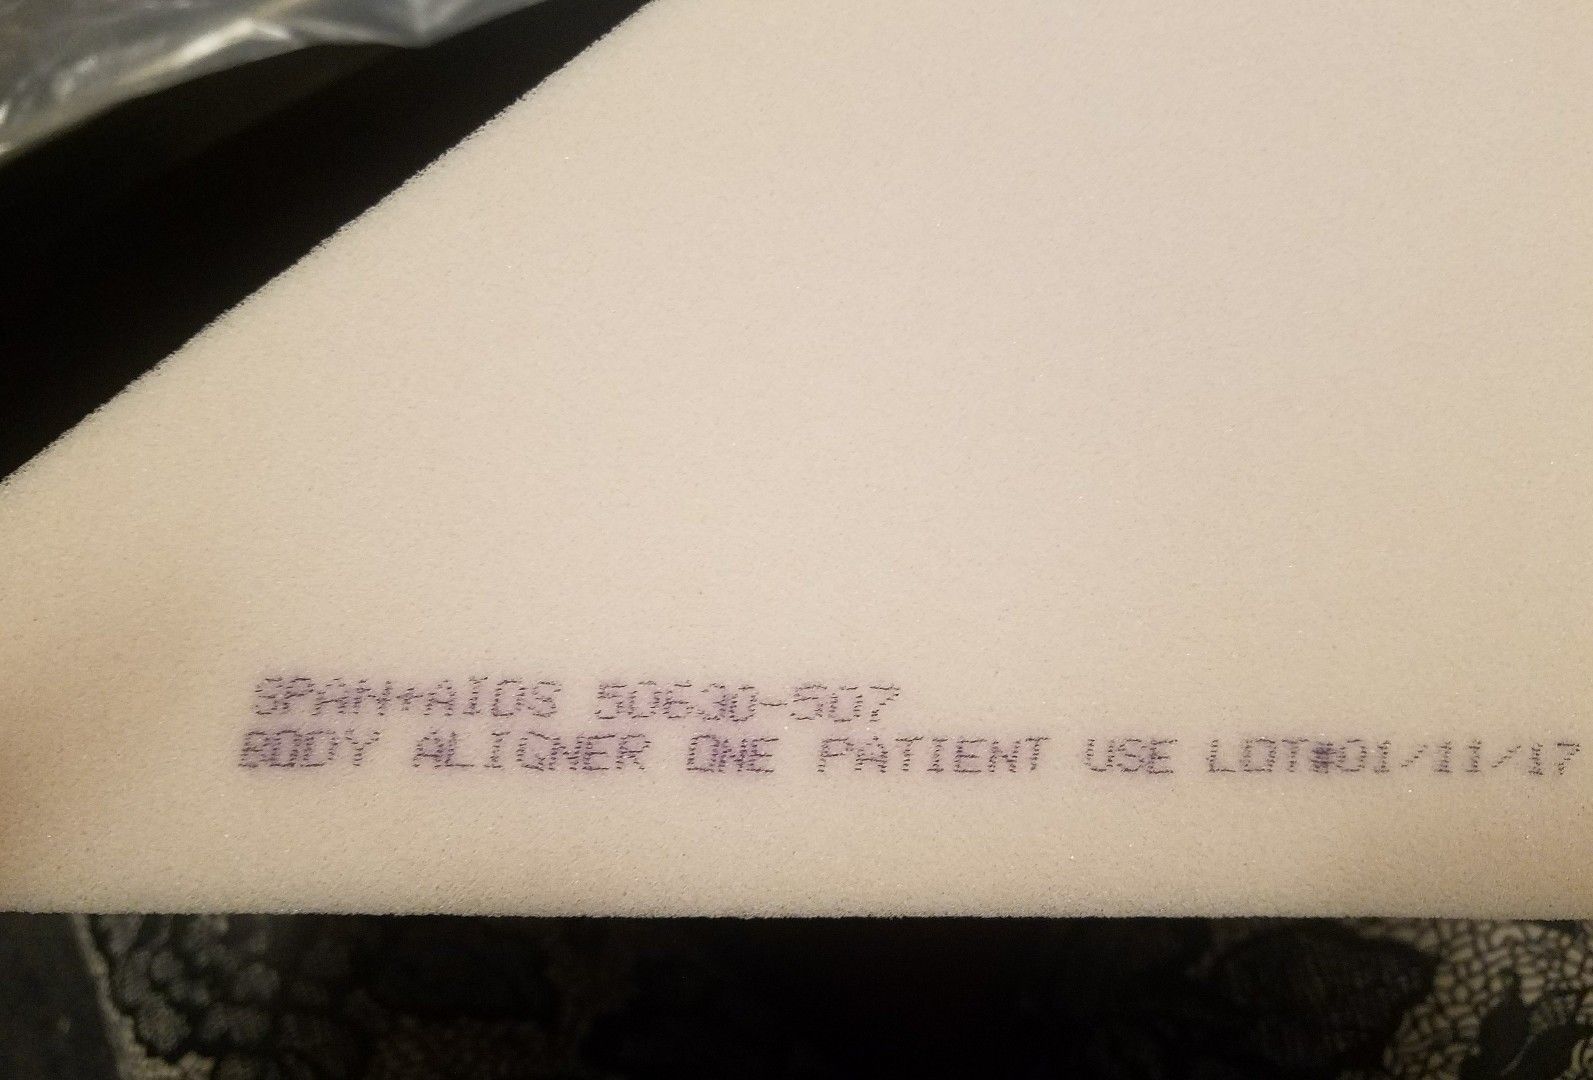 SPAN+AIDS 50630-507
BODY ALIGNER ONE PATIENT USE LOT#01/11/17